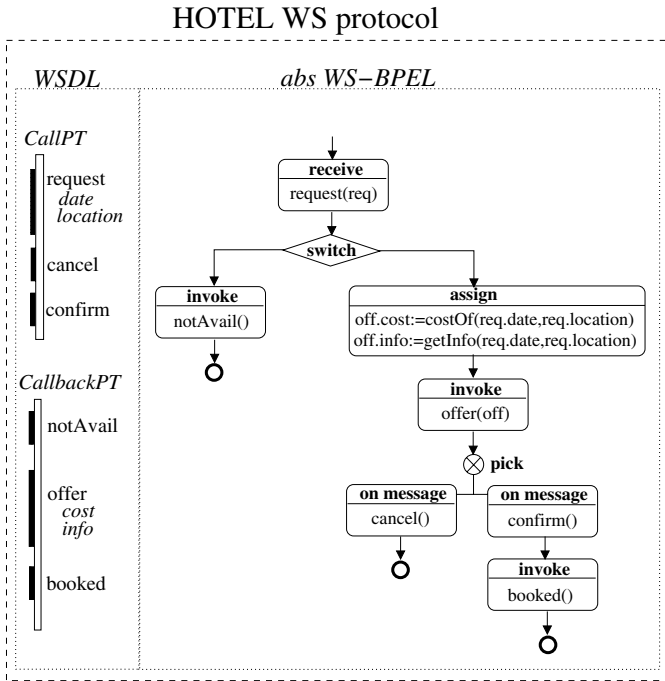 HOTEL WS protocol
WSDL
abs WS−BPEL
CallPT
request
date
location
cancel
confirm
CallbackPT
notAvail
offer
cost
info
booked
receive
request(req)
switch
invoke
notAvail()
assign
off.cost:=costOf(req.date,req.location)
off.info:=getInfo(req.date,req.location)
invoke
offer(off)
pick
on message
cancel()
on message
confirm()
invoke
booked()